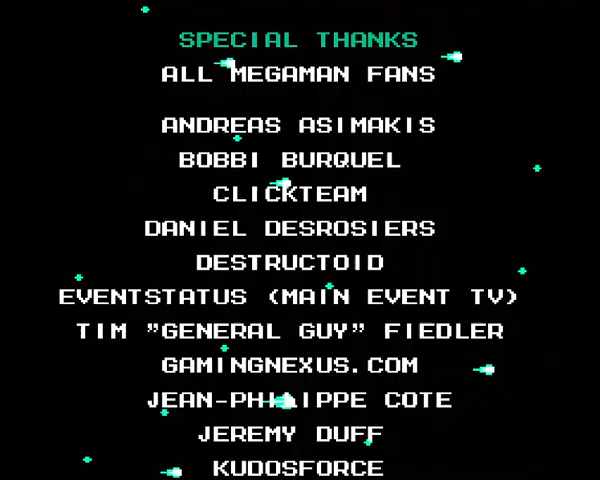 SPECIAL THANKS
ALL MEGAMAN FANS
ANDREAS ASIMAKIS
BOBBI BURQUEL
CLICKTEAM
DANIEL DESROSIERS
DESTRUCTOID
EVENTSTATUS (MAIN EVENT TV)
TIM "GENERAL GUY" FIEDLER
GAMINGNEXUS.COM
JEAN-PHILIPPE COTE
JEREMY DUFF
KUDOSFORCE